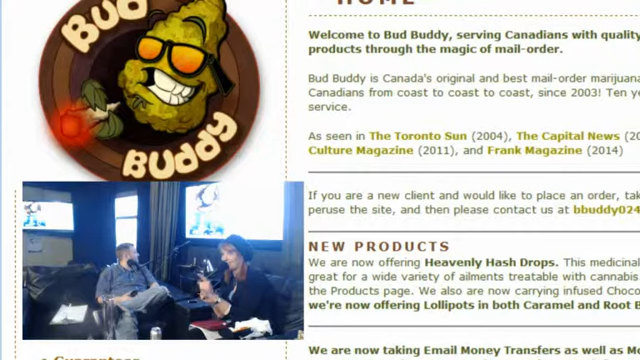 BUD
BUDDY
HOME
Welcome to Bud Buddy, serving Canadians with quality
products through the magic of mail-order.
Bud Buddy is Canada's original and best mail-order
Canadians from coast to coast to coast, since 2003! Ten
service.
As seen in The Toronto Sun (2004), The Capital News
Culture Magazine (2011), and Frank Magazine (2014)
If you are a new client and would like to place an order,
peruse the site, and then please contact us at bbuddy024
NEW PRODUCTS
We are now offering Heavenly Hash Drops. This medicinal
great for a wide variety of ailments treatable with cannabis
the Products page. We also are now carrying infused
we're now offering Lollipots in both Caramel and Root
We are now taking Email Money Transfers as well as